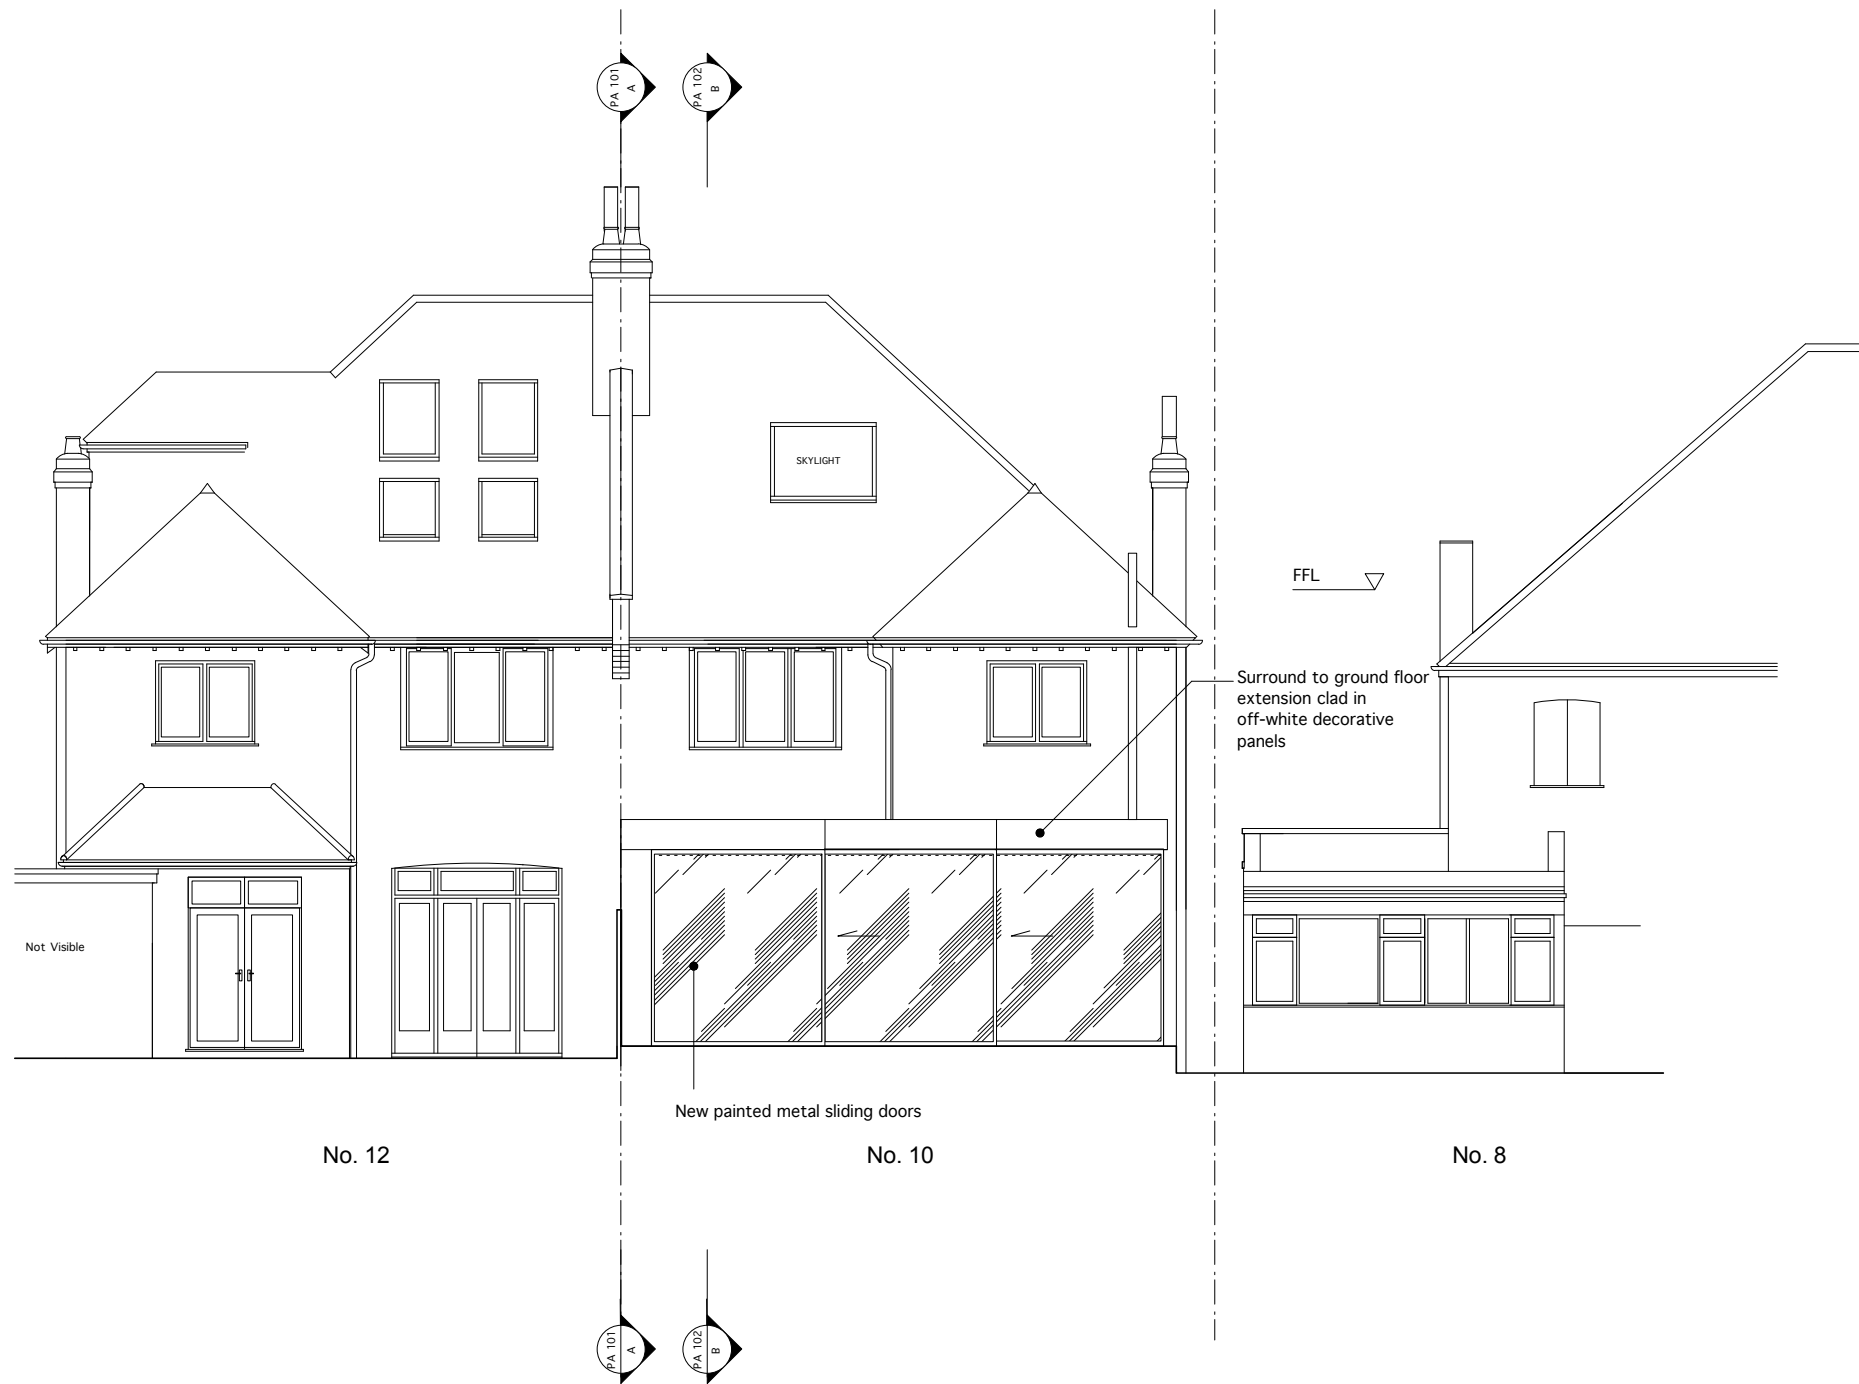 PA 101
A
PA 102
B
SKYLIGHT
FFL
Surround to ground floor
extension clad in
off-white decorative
panels
Not Visible
New painted metal sliding doors
No. 12
No. 10
No. 8
PA 101
A
PA 102
B